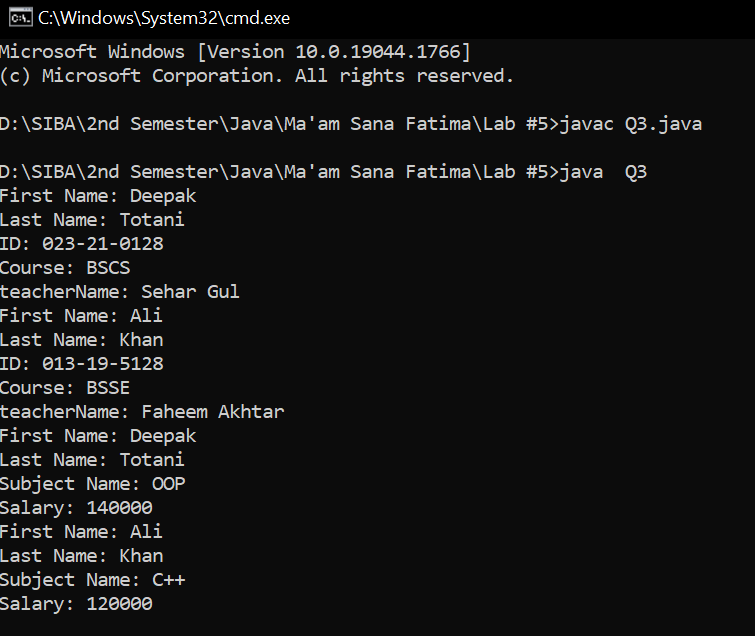 C:\Windows\System32\cmd.exe
Microsoft Windows [Version 10.0.19044.1766]
(c) Microsoft Corporation. All rights reserved.
D:\SIBA\2nd Semester\Java\Ma'am Sana Fatima\Lab #5>javac Q3.java
D:\SIBA\2nd Semester\Java\Ma'am Sana Fatima\Lab #5>java  Q3
First Name: Deepak
Last Name: Totani
ID: 023-21-0128
Course: BSCS
teacherName: Sehar Gul
First Name: Ali
Last Name: Khan
ID: 013-19-5128
Course: BSSE
teacherName: Faheem Akhtar
First Name: Deepak
Last Name: Totani
Subject Name: OOP
Salary: 140000
First Name: Ali
Last Name: Khan
Subject Name: C++
Salary: 120000